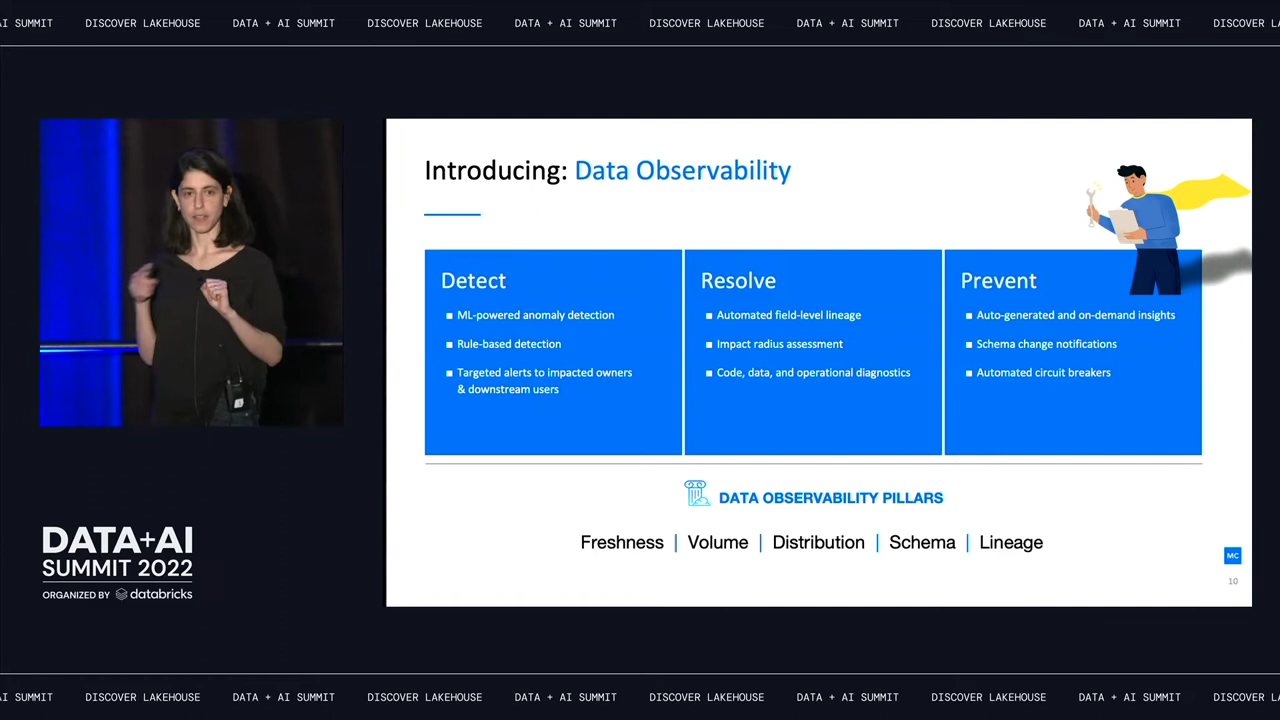 AI SUMMIT DISCOVER LAKEHOUSE DATA + AI SUMMIT DISCOVER LAKEHOUSE DATA + AI SUMMIT DISCOVER LAKEHOUSE DATA + AI SUMMIT DISCOVER LAKEHOUSE DATA + AI SUMMIT DISCOVER L
Introducing: Data Observability
Detect
■ ML-powered anomaly detection
■ Rule-based detection
■ Targeted alerts to impacted owners
& downstream users
Resolve
■ Automated field-level lineage
■ Impact radius assessment
■ Code, data, and operational diagnostics
Prevent
■ Auto-generated and on-demand insights
■ Schema change notifications
■ Automated circuit breakers
DATA OBSERVABILITY PILLARS
Freshness | Volume | Distribution | Schema | Lineage
MC
10
DATA+AI
SUMMIT 2022
ORGANIZED BY databricks
AI SUMMIT DISCOVER LAKEHOUSE DATA + AI SUMMIT DISCOVER LAKEHOUSE DATA + AI SUMMIT DISCOVER LAKEHOUSE DATA + AI SUMMIT DISCOVER LAKEHOUSE DATA + AI SUMMIT DISCOVER L